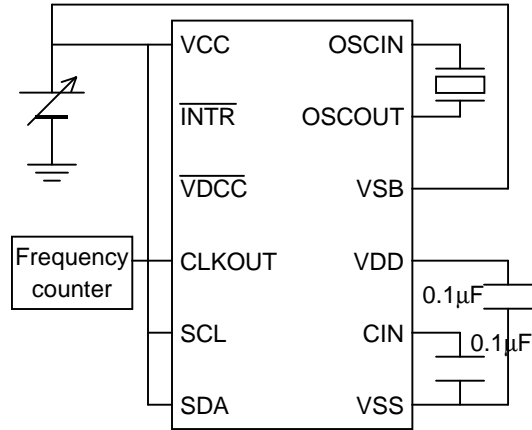 VCC OSCIN
INTR OSCOUT
VDCC VSB
Frequency
counter
CLKOUT VDD
0.1μF
SCL CIN
0.1μF
SDA VSS